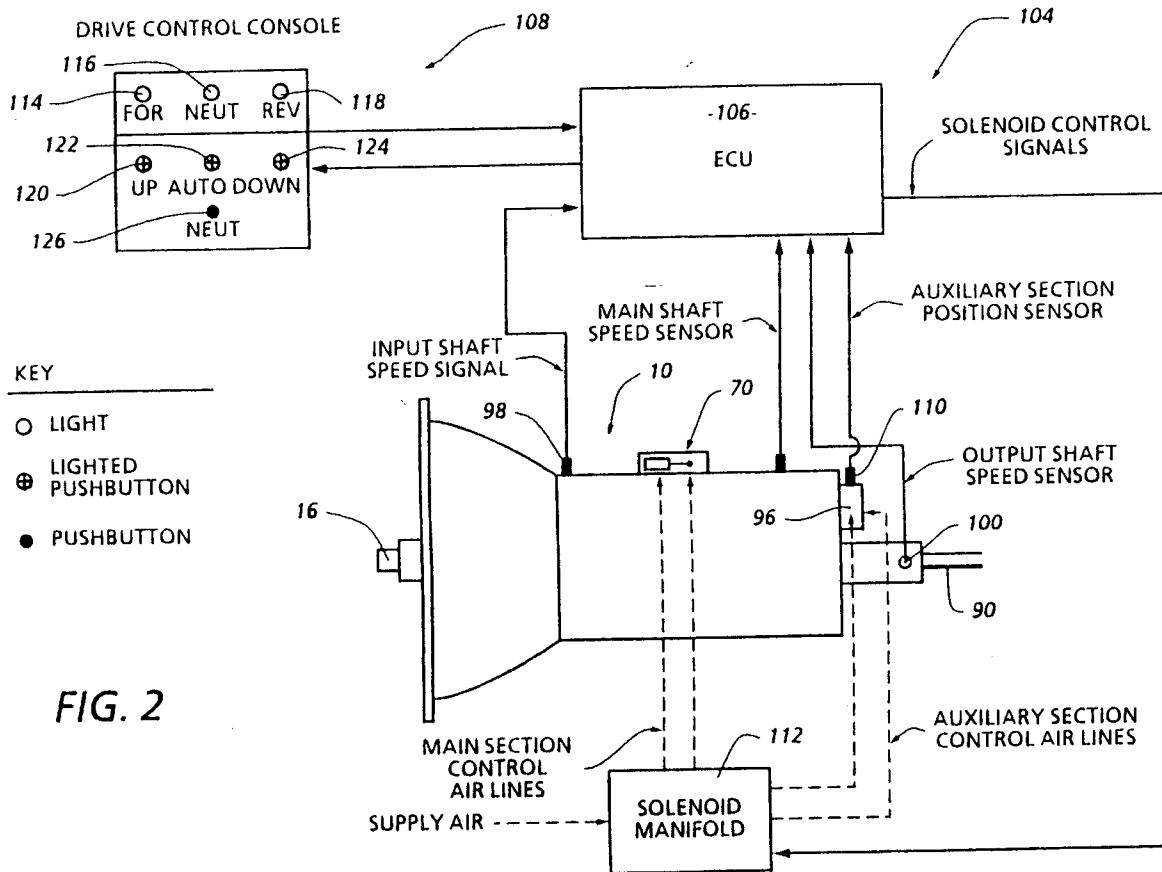 DRIVE CONTROL CONSOLE
108
104
116
114
118
FOR NEUT REV
122
124
120
UP AUTO DOWN
126
NEUT
-106-
ECU
SOLENOID CONTROL
SIGNALS
MAIN SHAFT
SPEED SENSOR
AUXILIARY SECTION
POSITION SENSOR
INPUT SHAFT
SPEED SIGNAL
10
70
98
110
OUTPUT SHAFT
SPEED SENSOR
KEY
LIGHT
LIGHTED
PUSHBUTTON
PUSHBUTTON
16
96
100
90
FIG. 2
MAIN SECTION
CONTROL
AIR LINES
112
AUXILIARY SECTION
CONTROL AIR LINES
SUPPLY AIR
SOLENOID
MANIFOLD